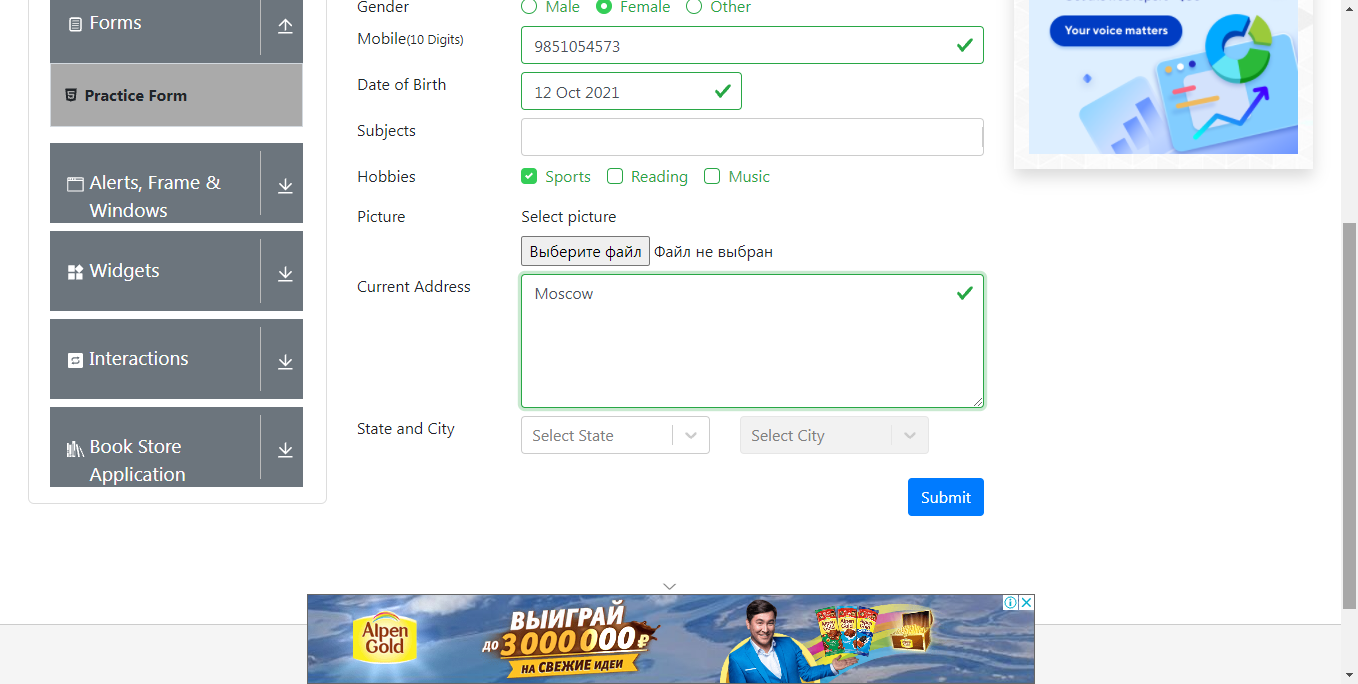 Forms
Practice Form
Alerts, Frame &
Windows
Widgets
Interactions
Book Store
Application
Gender
Male Female Other
Mobile(10 Digits)
9851054573
Date of Birth
12 Oct 2021
Subjects
Hobbies
Sports Reading Music
Picture
Select picture
Выберите файл Файл не выбран
Current Address
Moscow
State and City
Select State
Select City
Submit
Your voice matters
Alpen
Gold
ВЫИГРАЙ
ДО 3 000 000 ₽
НА СВЕЖИЕ ИДЕИ